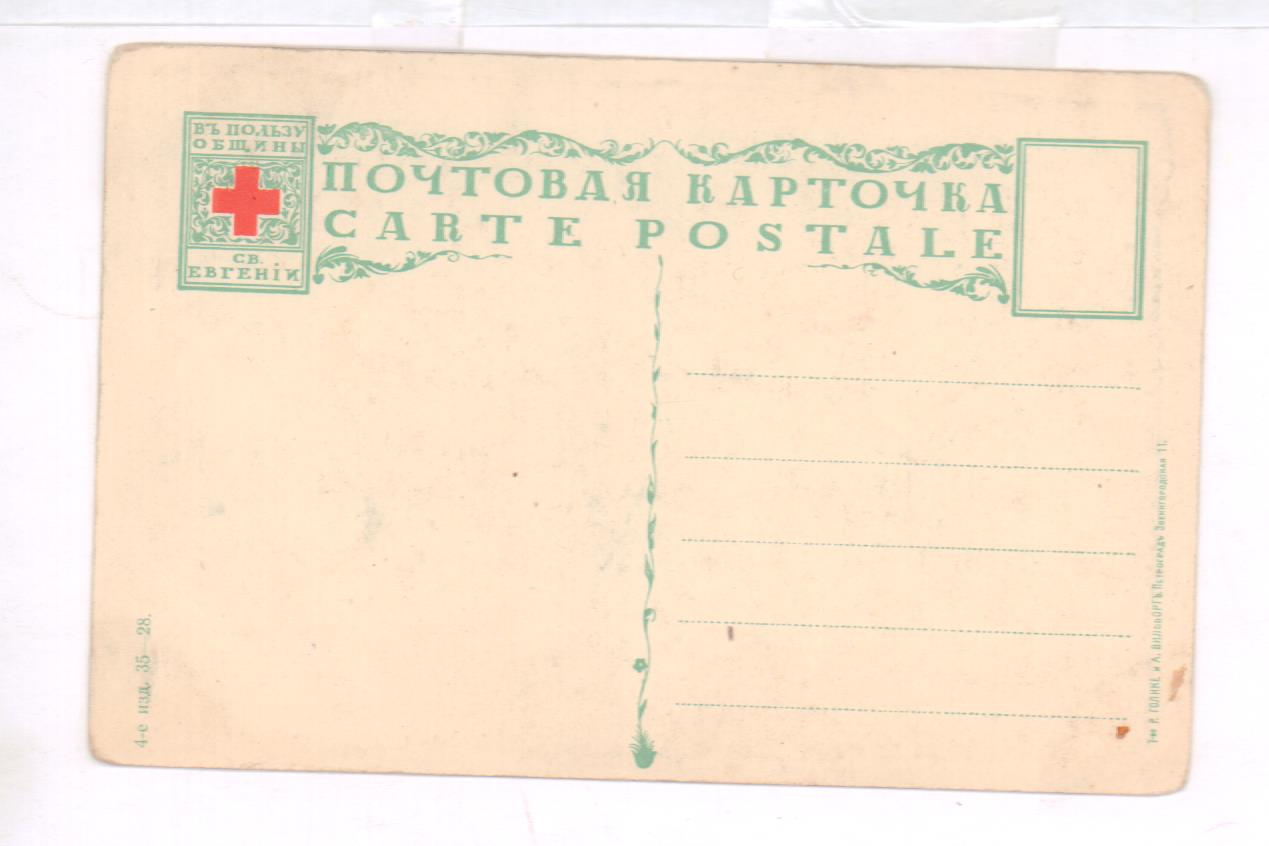 ВЪ ПОЛЬЗУ
ОБЩИНЫ
СВ.
ЕВГЕНІИ
ПОЧТОВАЯ КАРТОЧКА
CARTE POSTALE
4-е изд. 35—28.
Т-во Р. ГОЛИКЕ и А. ВИЛЬБОРГЪ. ПЕТРОГРАДЪ ЗВЕНИГОРОДСКАЯ 11.